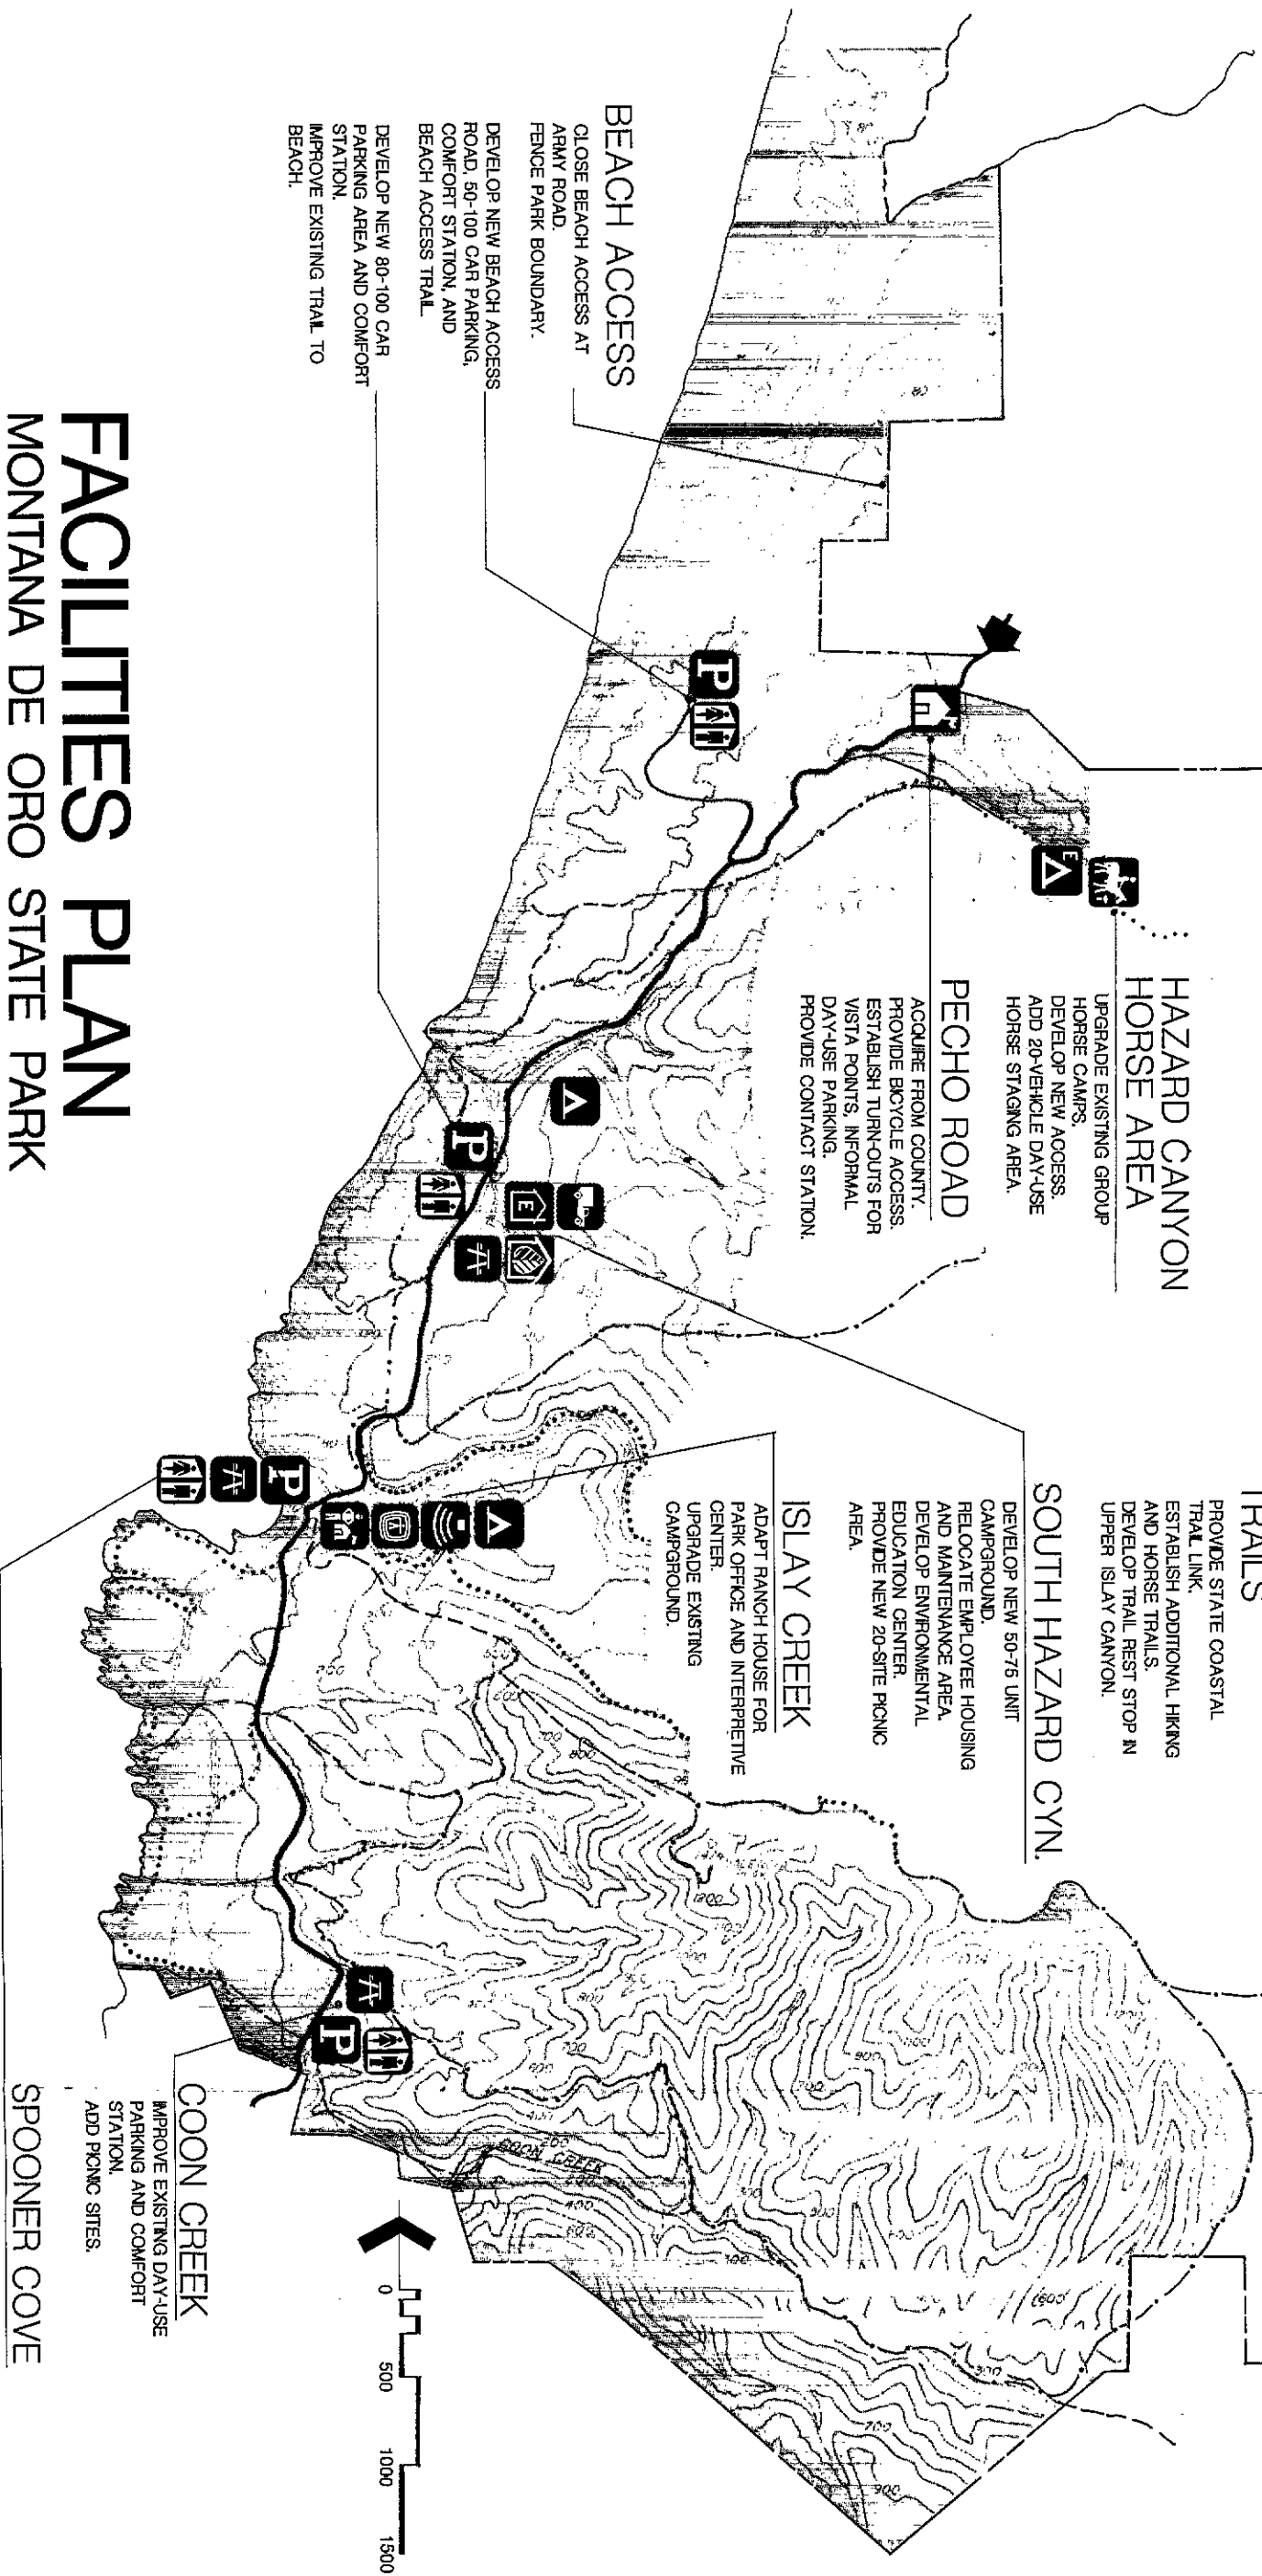 TRAILS
PROVIDE STATE COASTAL
TRAIL LINK.
ESTABLISH ADDITIONAL HIKING
AND HORSE TRAILS.
DEVELOP TRAIL REST STOP IN
UPPER ISLAY CANYON.
HAZARD CANYON
HORSE AREA
UPGRADE EXISTING GROUP
HORSE CAMPS.
DEVELOP NEW ACCESS.
ADD 20-VEHICLE DAY-USE
HORSE STAGING AREA.
PECHO ROAD
ACQUIRE FROM COUNTY.
PROVIDE BICYCLE ACCESS.
ESTABLISH TURN-OUTS FOR
VISTA POINTS, INFORMAL
DAY-USE PARKING.
PROVIDE CONTACT STATION.
SOUTH HAZARD CYN.
DEVELOP NEW 50-75 UNIT
CAMPGROUND.
RELOCATE EMPLOYEE HOUSING
AND MAINTENANCE AREA.
DEVELOP ENVIRONMENTAL
EDUCATION CENTER.
PROVIDE NEW 20-SITE PICNIC
AREA.
ISLAY CREEK
ADAPT RANCH HOUSE FOR
PARK OFFICE AND INTERPRETIVE
CENTER.
UPGRADE EXISTING
CAMPGROUND.
BEACH ACCESS
CLOSE BEACH ACCESS AT
ARMY ROAD.
FENCE PARK BOUNDARY.
DEVELOP NEW BEACH ACCESS
ROAD, 50-100 CAR PARKING,
COMFORT STATION, AND
BEACH ACCESS TRAIL.
DEVELOP NEW 80-100 CAR
PARKING AREA AND COMFORT
STATION.
IMPROVE EXISTING TRAIL TO
BEACH.
E
P
P
E
P
P
COON CREEK
0 500 1000 1500
COON CREEK
IMPROVE EXISTING DAY-USE
PARKING AND COMFORT
STATION.
ADD PICNIC SITES.
SPOONER COVE
FACILITIES PLAN
MONTANA DE ORO STATE PARK